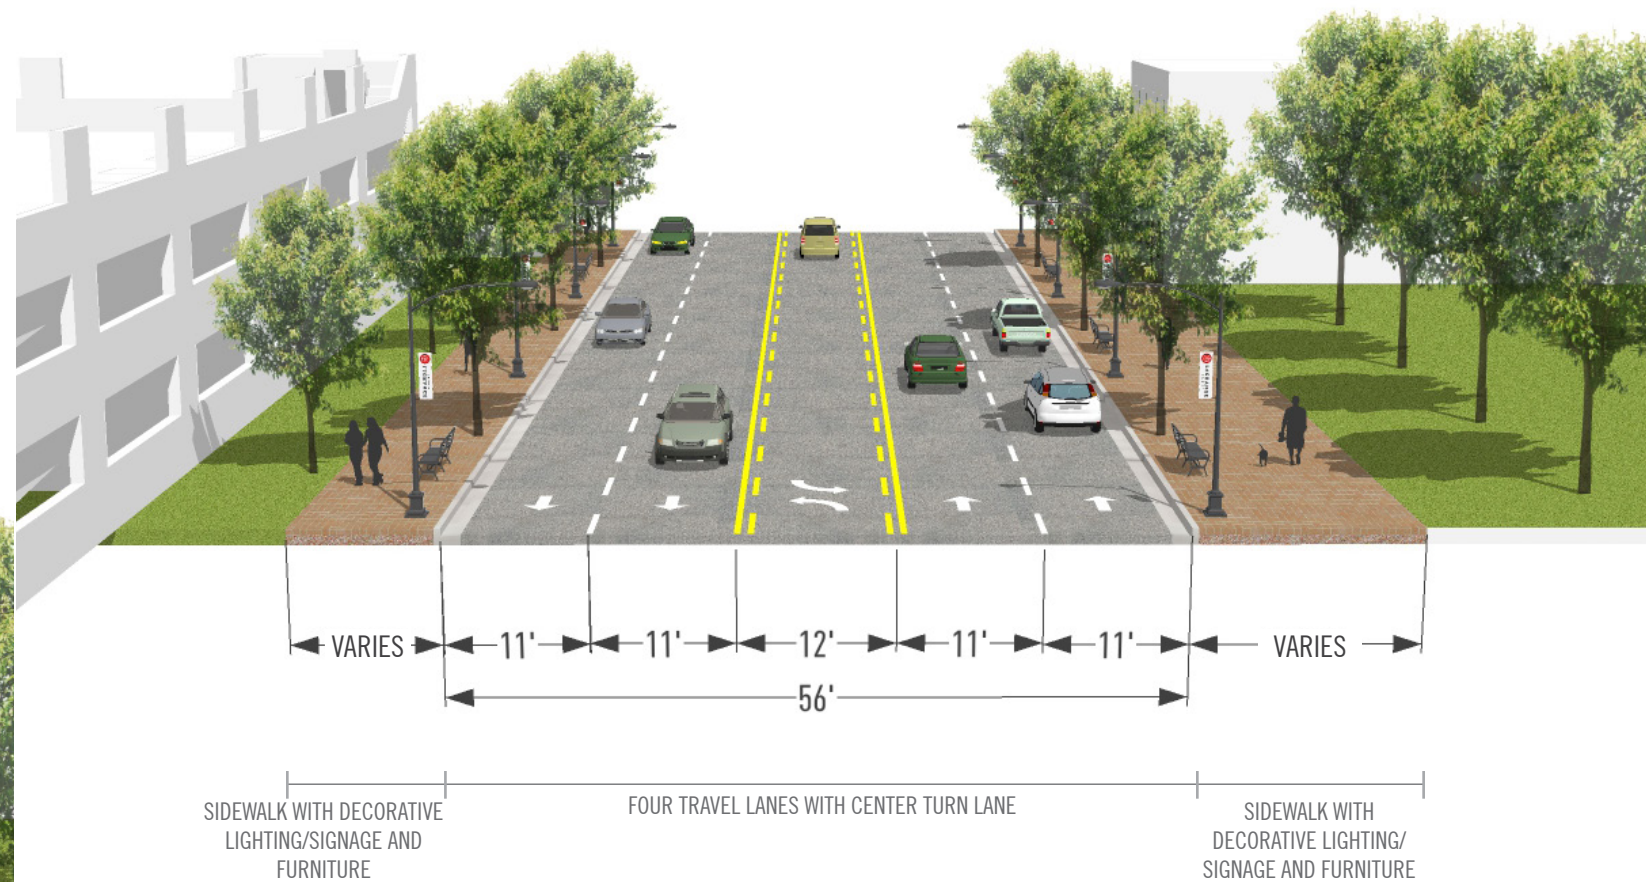 VARIES
11'
11'
12'
11'
11'
VARIES
56'
SIDEWALK WITH DECORATIVE
LIGHTING/SIGNAGE AND
FURNITURE
FOUR TRAVEL LANES WITH CENTER TURN LANE
SIDEWALK WITH
DECORATIVE LIGHTING/
SIGNAGE AND FURNITURE